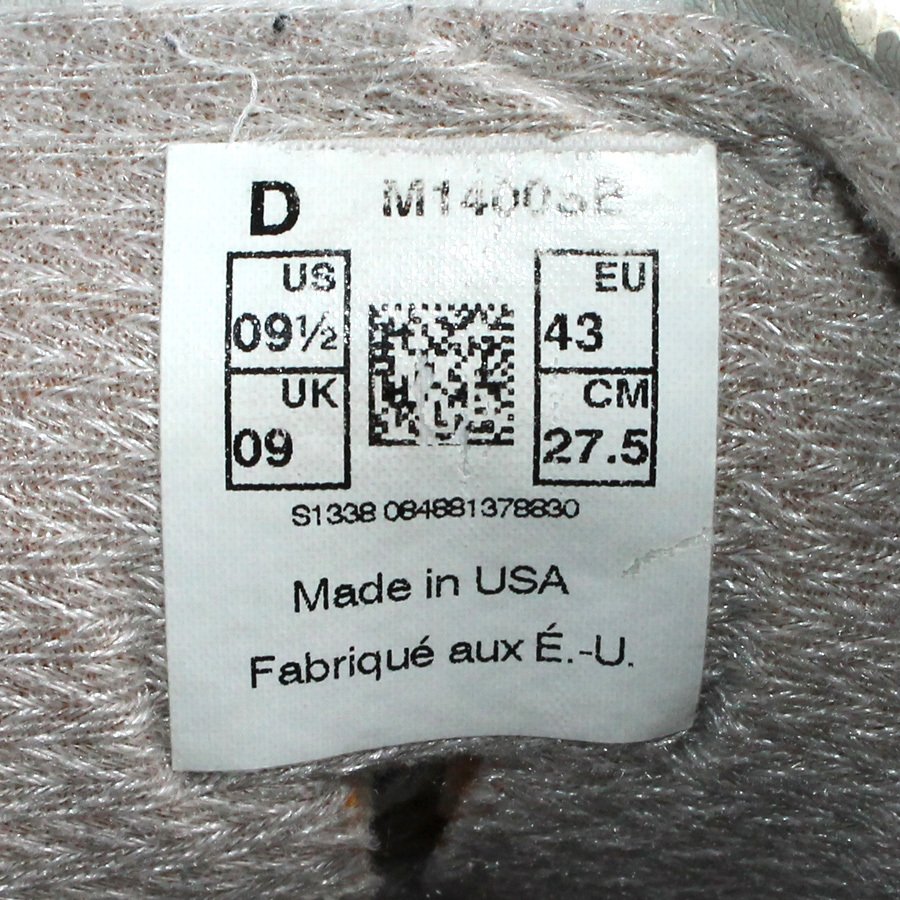 D M1400SB
US 09½
EU 43
UK 09
CM 27.5
S1338 084881378830
Made in USA
Fabriqué aux É.-U.